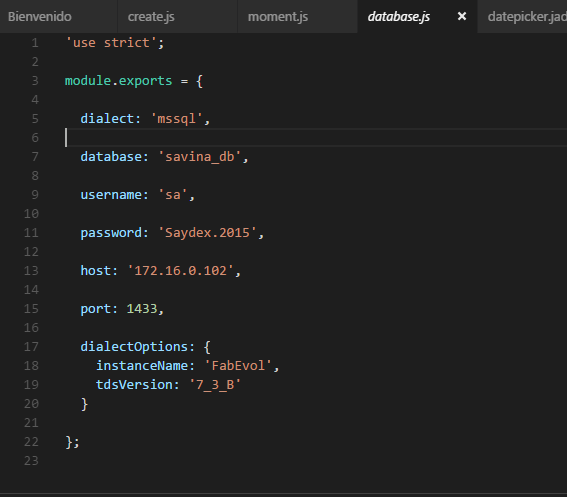 Bienvenido create.js moment.js database.js × datepicker.jad
1 'use strict';
2
3 module.exports = {
4
5 dialect: 'mssql',
6
7 database: 'savina_db',
8
9 username: 'sa',
10
11 password: 'Saydex.2015',
12
13 host: '172.16.0.102',
14
15 port: 1433,
16
17 dialectOptions: {
18 instanceName: 'FabEvol',
19 tdsVersion: '7_3_B'
20 }
21
22 };
23